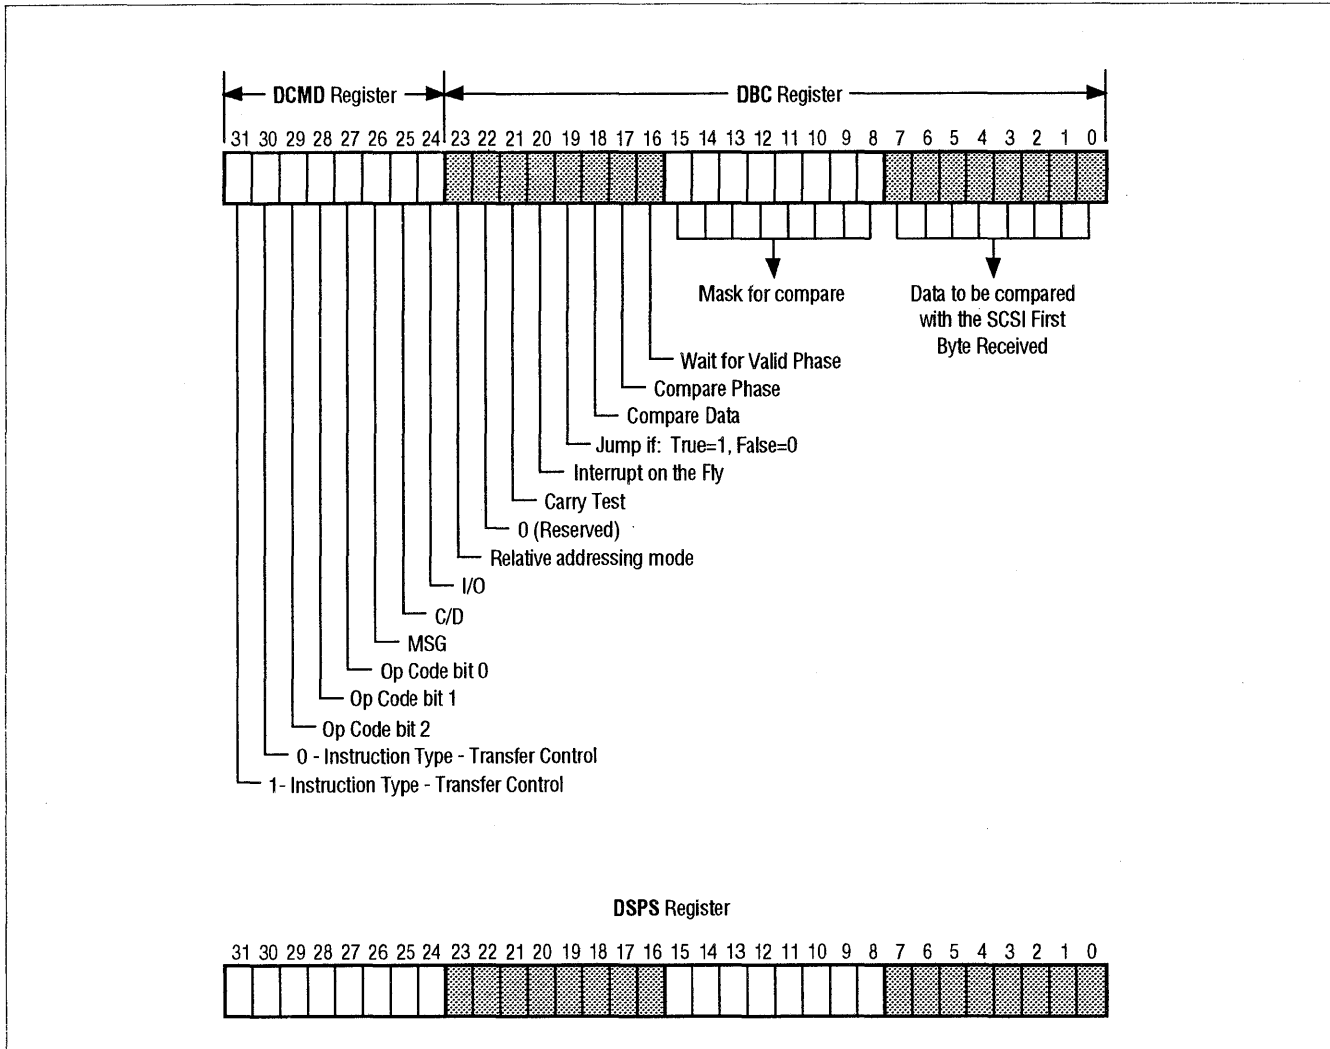 DCMD Register
DBC Register
31 30 29 28 27 26 25 24 23 22 21 20 19 18 17 16 15 14 13 12 11 10 9 8 7 6 5 4 3 2 1 0
Mask for compare
Data to be compared
with the SCSI First
Byte Received
Wait for Valid Phase
Compare Phase
Compare Data
Jump if: True=1, False=0
Interrupt on the Fly
Carry Test
0 (Reserved)
Relative addressing mode
I/O
C/D
MSG
Op Code bit 0
Op Code bit 1
Op Code bit 2
0 - Instruction Type - Transfer Control
1- Instruction Type - Transfer Control
DSPS Register
31 30 29 28 27 26 25 24 23 22 21 20 19 18 17 16 15 14 13 12 11 10 9 8 7 6 5 4 3 2 1 0